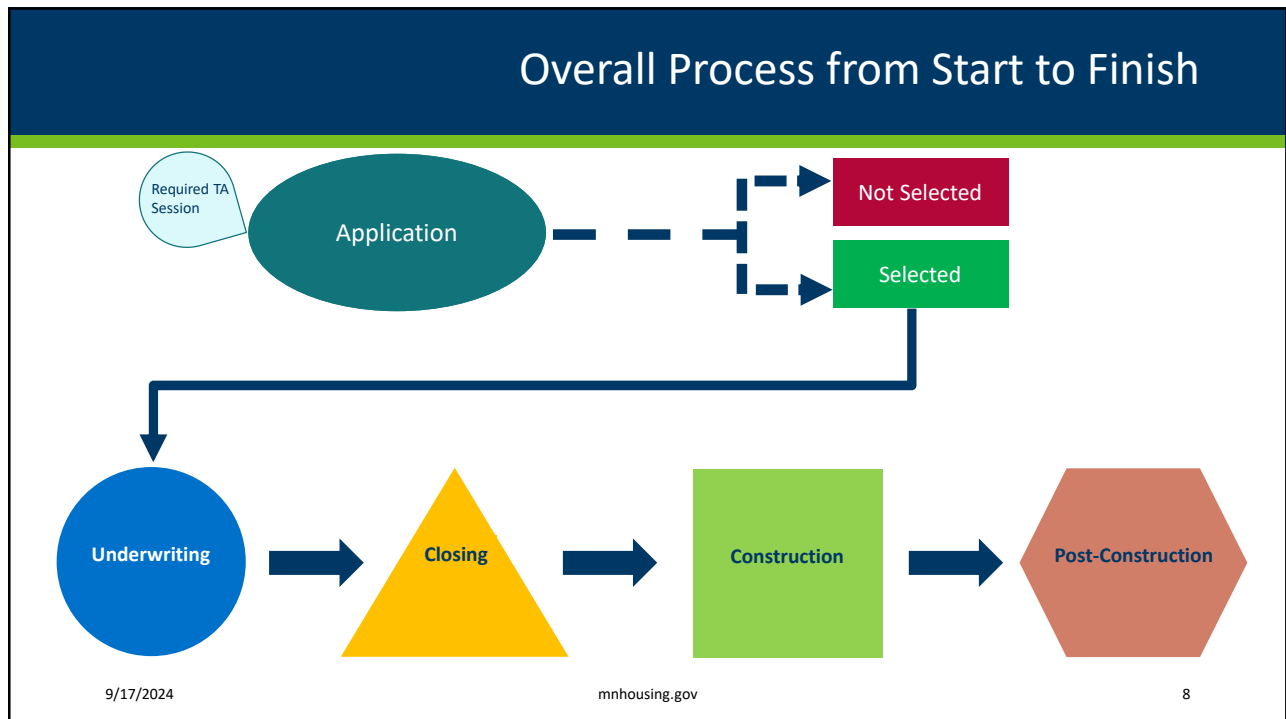 Overall Process from Start to Finish
Required TA
Session
Application
Not Selected
Selected
Underwriting
Closing
Construction
Post-Construction
9/17/2024
mnhousing.gov
8